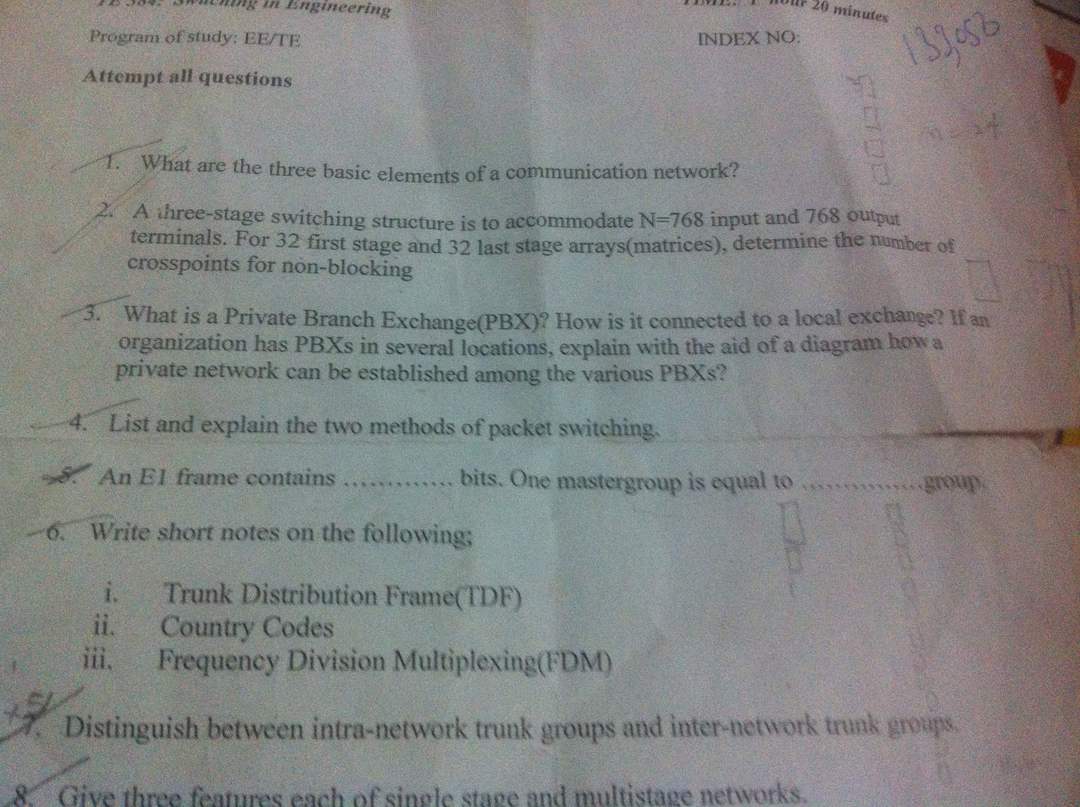 Switching in Engineering
hour 20 minutes
Program of study: EE/TE
INDEX NO:
Attempt all questions
1. What are the three basic elements of a communication network?
2. A three-stage switching structure is to accommodate N=768 input and 768 output
terminals. For 32 first stage and 32 last stage arrays(matrices), determine the number of
crosspoints for non-blocking
3. What is a Private Branch Exchange(PBX)? How is it connected to a local exchange? If an
organization has PBXs in several locations, explain with the aid of a diagram how a
private network can be established among the various PBXs?
4. List and explain the two methods of packet switching.
5. An E1 frame contains ............. bits. One mastergroup is equal to ...............group.
6. Write short notes on the following;
i. Trunk Distribution Frame(TDF)
ii. Country Codes
iii. Frequency Division Multiplexing(FDM)
7. Distinguish between intra-network trunk groups and inter-network trunk groups.
8. Give three features each of single stage and multistage networks.